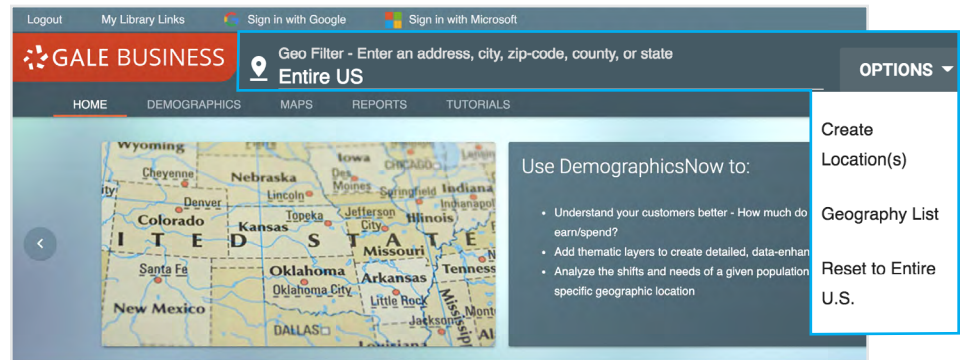 Logout My Library Links Sign in with Google Sign in with Microsoft
GALE BUSINESS
Geo Filter - Enter an address, city, zip-code, county, or state
Entire US
OPTIONS
HOME DEMOGRAPHICS MAPS REPORTS TUTORIALS
Create
Location(s)
Geography List
Reset to Entire
U.S.
Wyoming
Iowa
CHICAGO
Cheyenne
Nebraska
Des
Moines
Springfield
Indiana
Lincoln
Denver
Colorado
Topeka
Jefferson
City
Illinois
Kansas
I T E D S T A T E
Missouri
Santa Fe
Oklahoma
Oklahoma City
Arkansas
Little Rock
New Mexico
DALLAS
Use DemographicsNow to:
• Understand your customers better - How much do
earn/spend?
• Add thematic layers to create detailed, data-enhan
• Analyze the shifts and needs of a given population
specific geographic location